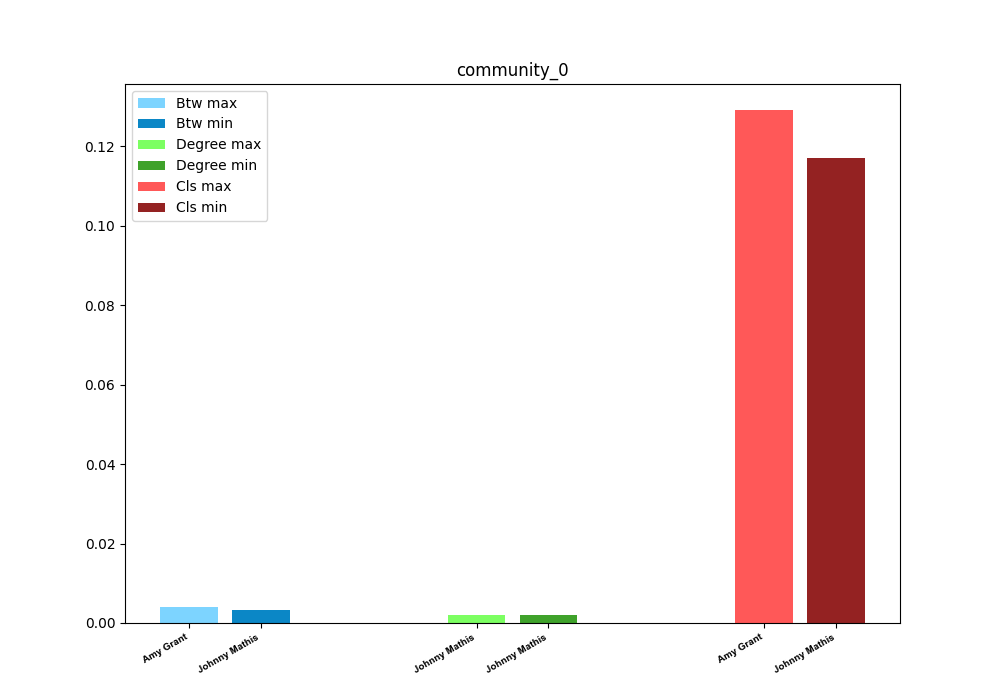 community_0
Btw max
Btw min
Degree max
Degree min
Cls max
Cls min
0.12
0.10
0.08
0.06
0.04
0.02
0.00
Amy Grant
Johnny Mathis
Johnny Mathis
Johnny Mathis
Amy Grant
Johnny Mathis